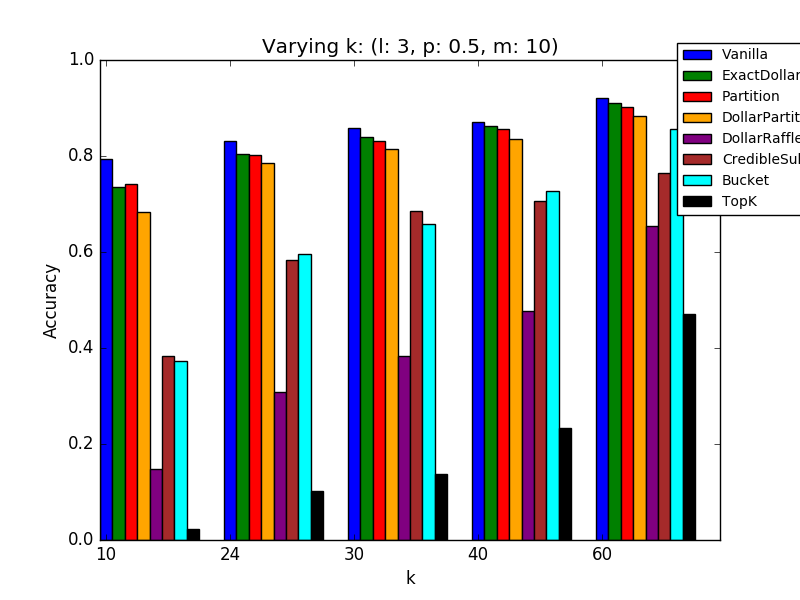 Varying k: (l: 3, p: 0.5, m: 10)
Vanilla
ExactDollar
Partition
DollarPartit
DollarRaffle
CredibleSu
Bucket
TopK
1.0
0.8
0.6
0.4
0.2
0.0
Accuracy
10 24 30 40 60
k